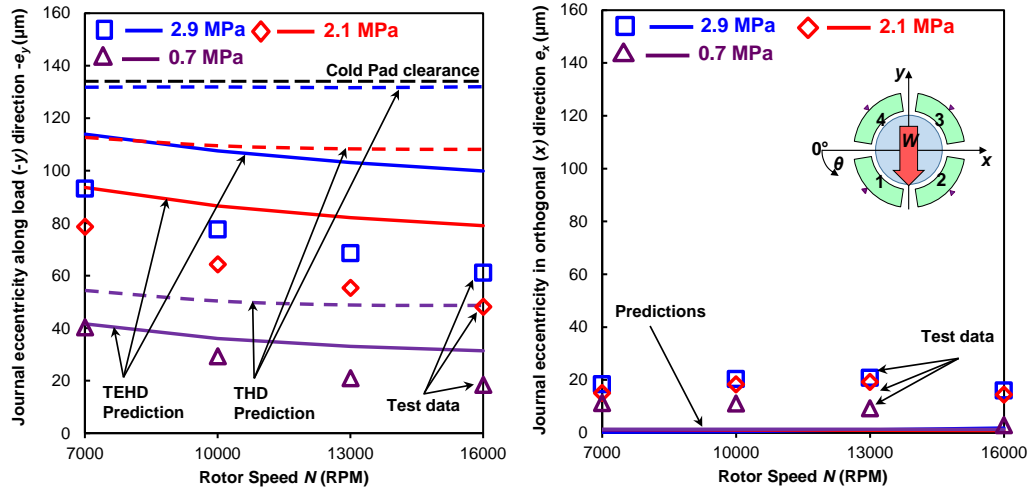 160
140
120
100
80
60
40
20
0
7000
10000
13000
16000
Journal eccentricity along load (-y) direction -e_y (µm)
Rotor Speed N (RPM)
2.9 MPa
2.1 MPa
0.7 MPa
Cold Pad clearance
TEHD
Prediction
THD
Prediction
Test data
160
140
120
100
80
60
40
20
0
7000
10000
13000
16000
Journal eccentricity in orthogonal (x) direction e_x (µm)
Rotor Speed N (RPM)
2.9 MPa
2.1 MPa
0.7 MPa
y
4
3
W
0°
x
θ
1
2
Predictions
Test data